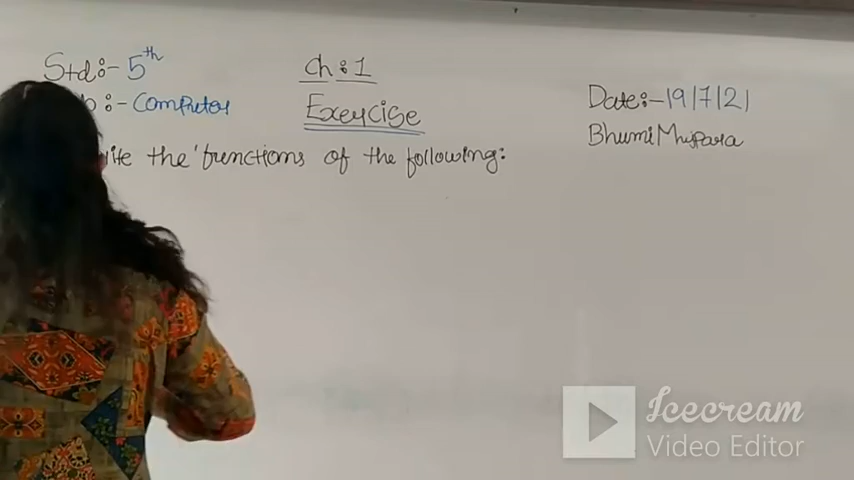 Std:- 5th
Ch:1
:- Computer
Exercise
Date:- 19/7/21
Bhumi
the functions of the following:
Icecream
Video Editor